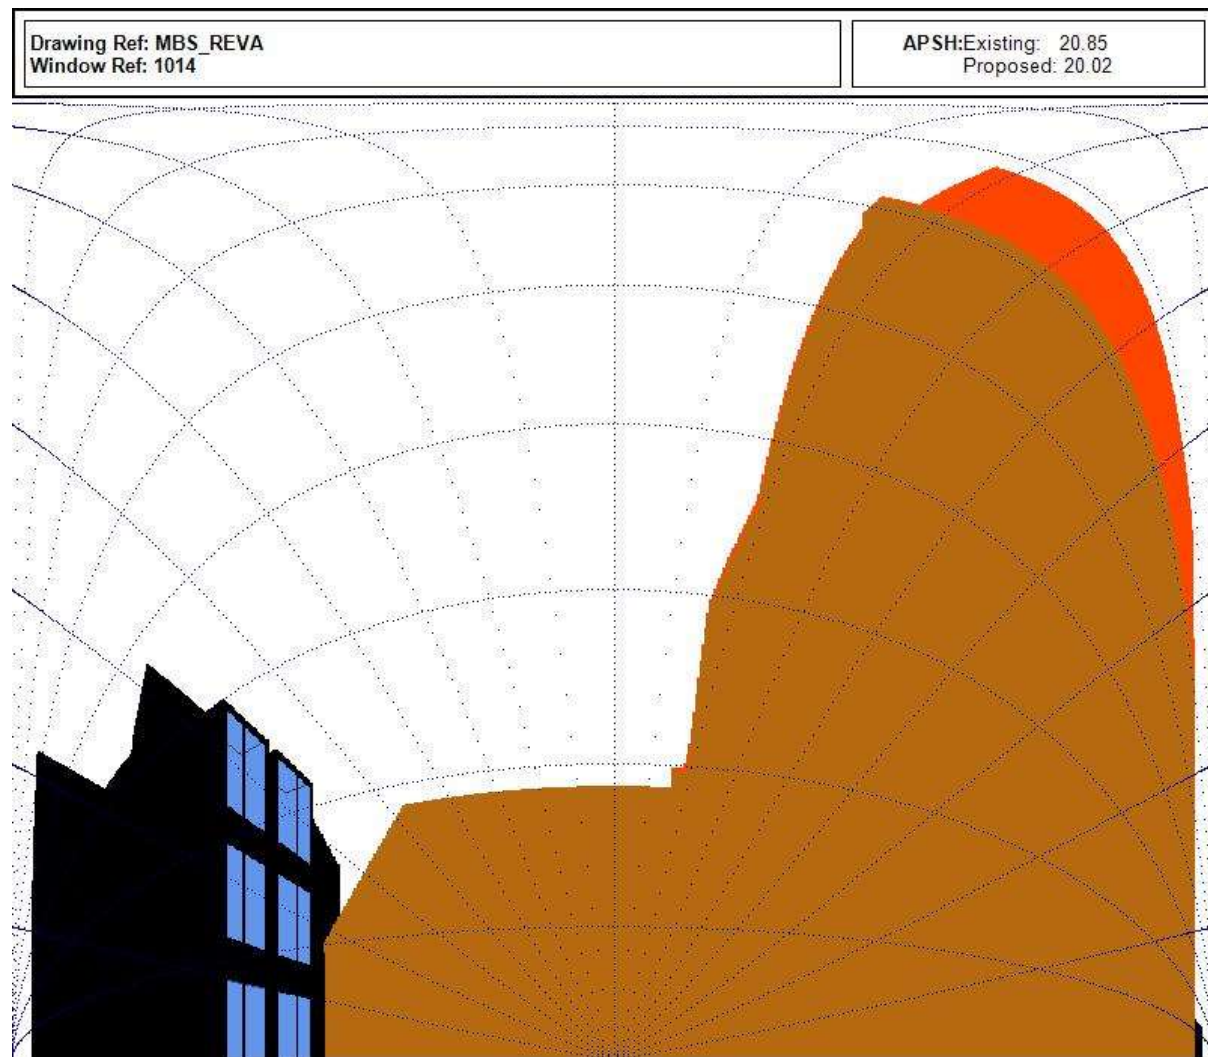 Drawing Ref: MBS_REVA
Window Ref: 1014
APSH:Existing: 20.85
Proposed: 20.02